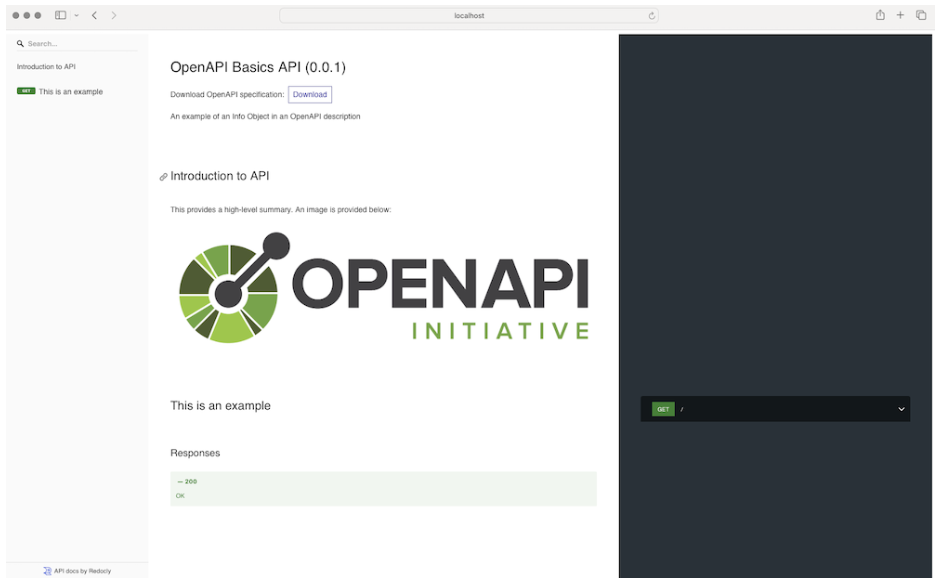 localhost
Search...
Introduction to API
GET This is an example
OpenAPI Basics API (0.0.1)
Download OpenAPI specification: Download
An example of an Info Object in an OpenAPI description
Introduction to API
This provides a high-level summary. An image is provided below:
OPENAPI
INITIATIVE
This is an example
GET /
Responses
— 200
OK
API docs by Redocly